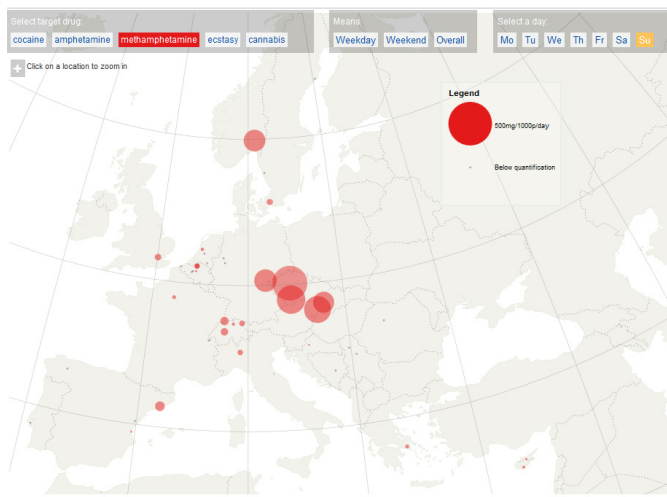 Select target drug:
cocaine amphetamine methamphetamine ecstasy cannabis
Means
Weekday Weekend Overall
Select a day:
Mo Tu We Th Fr Sa Su
+ Click on a location to zoom in
Legend
500mg/1000p/day
Below quantification